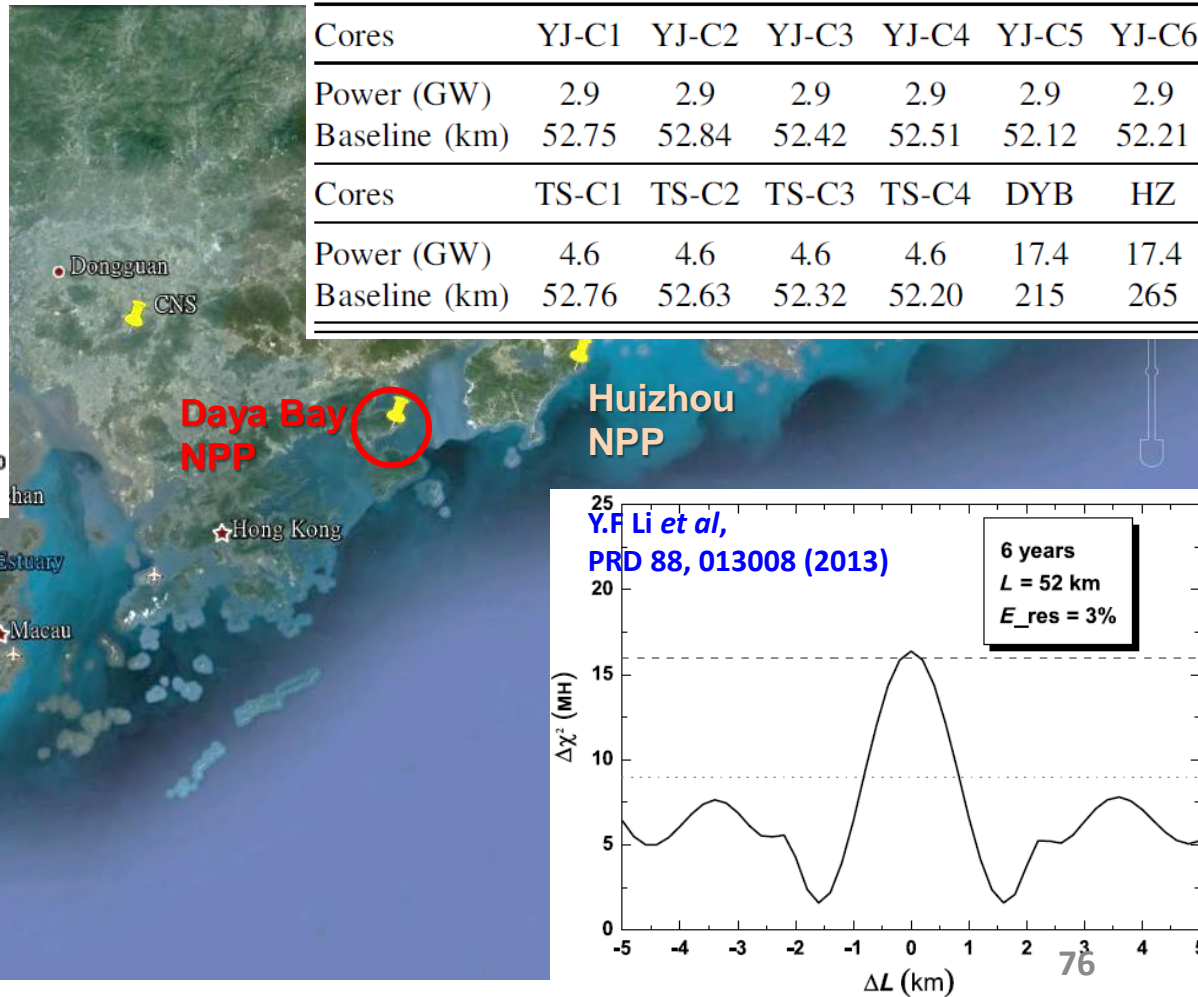 Cores YJ-C1 YJ-C2 YJ-C3 YJ-C4 YJ-C5 YJ-C6
Power (GW) 2.9 2.9 2.9 2.9 2.9 2.9
Baseline (km) 52.75 52.84 52.42 52.51 52.12 52.21
Cores TS-C1 TS-C2 TS-C3 TS-C4 DYB HZ
Power (GW) 4.6 4.6 4.6 4.6 17.4 17.4
Baseline (km) 52.76 52.63 52.32 52.20 215 265
Dongguan
CNS
Daya Bay
NPP
Huizhou
NPP
han
Hong Kong
Estuary
Macau
Y.F Li et al,
PRD 88, 013008 (2013)
6 years
L = 52 km
E_res = 3%
25
20
15
10
5
0
Δχ² (MH)
-5 -4 -3 -2 -1 0 1 2 3 4 5
ΔL (km)
76